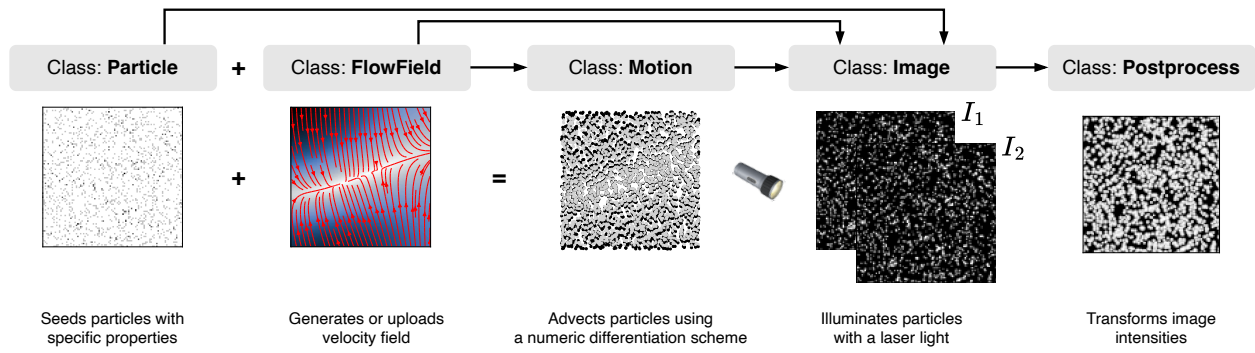 Class: Particle
+
Class: FlowField
Class: Motion
Class: Image
Class: Postprocess
+
=
I1
I2
Seeds particles with
specific properties
Generates or uploads
velocity field
Advects particles using
a numeric differentiation scheme
Illuminates particles
with a laser light
Transforms image
intensities